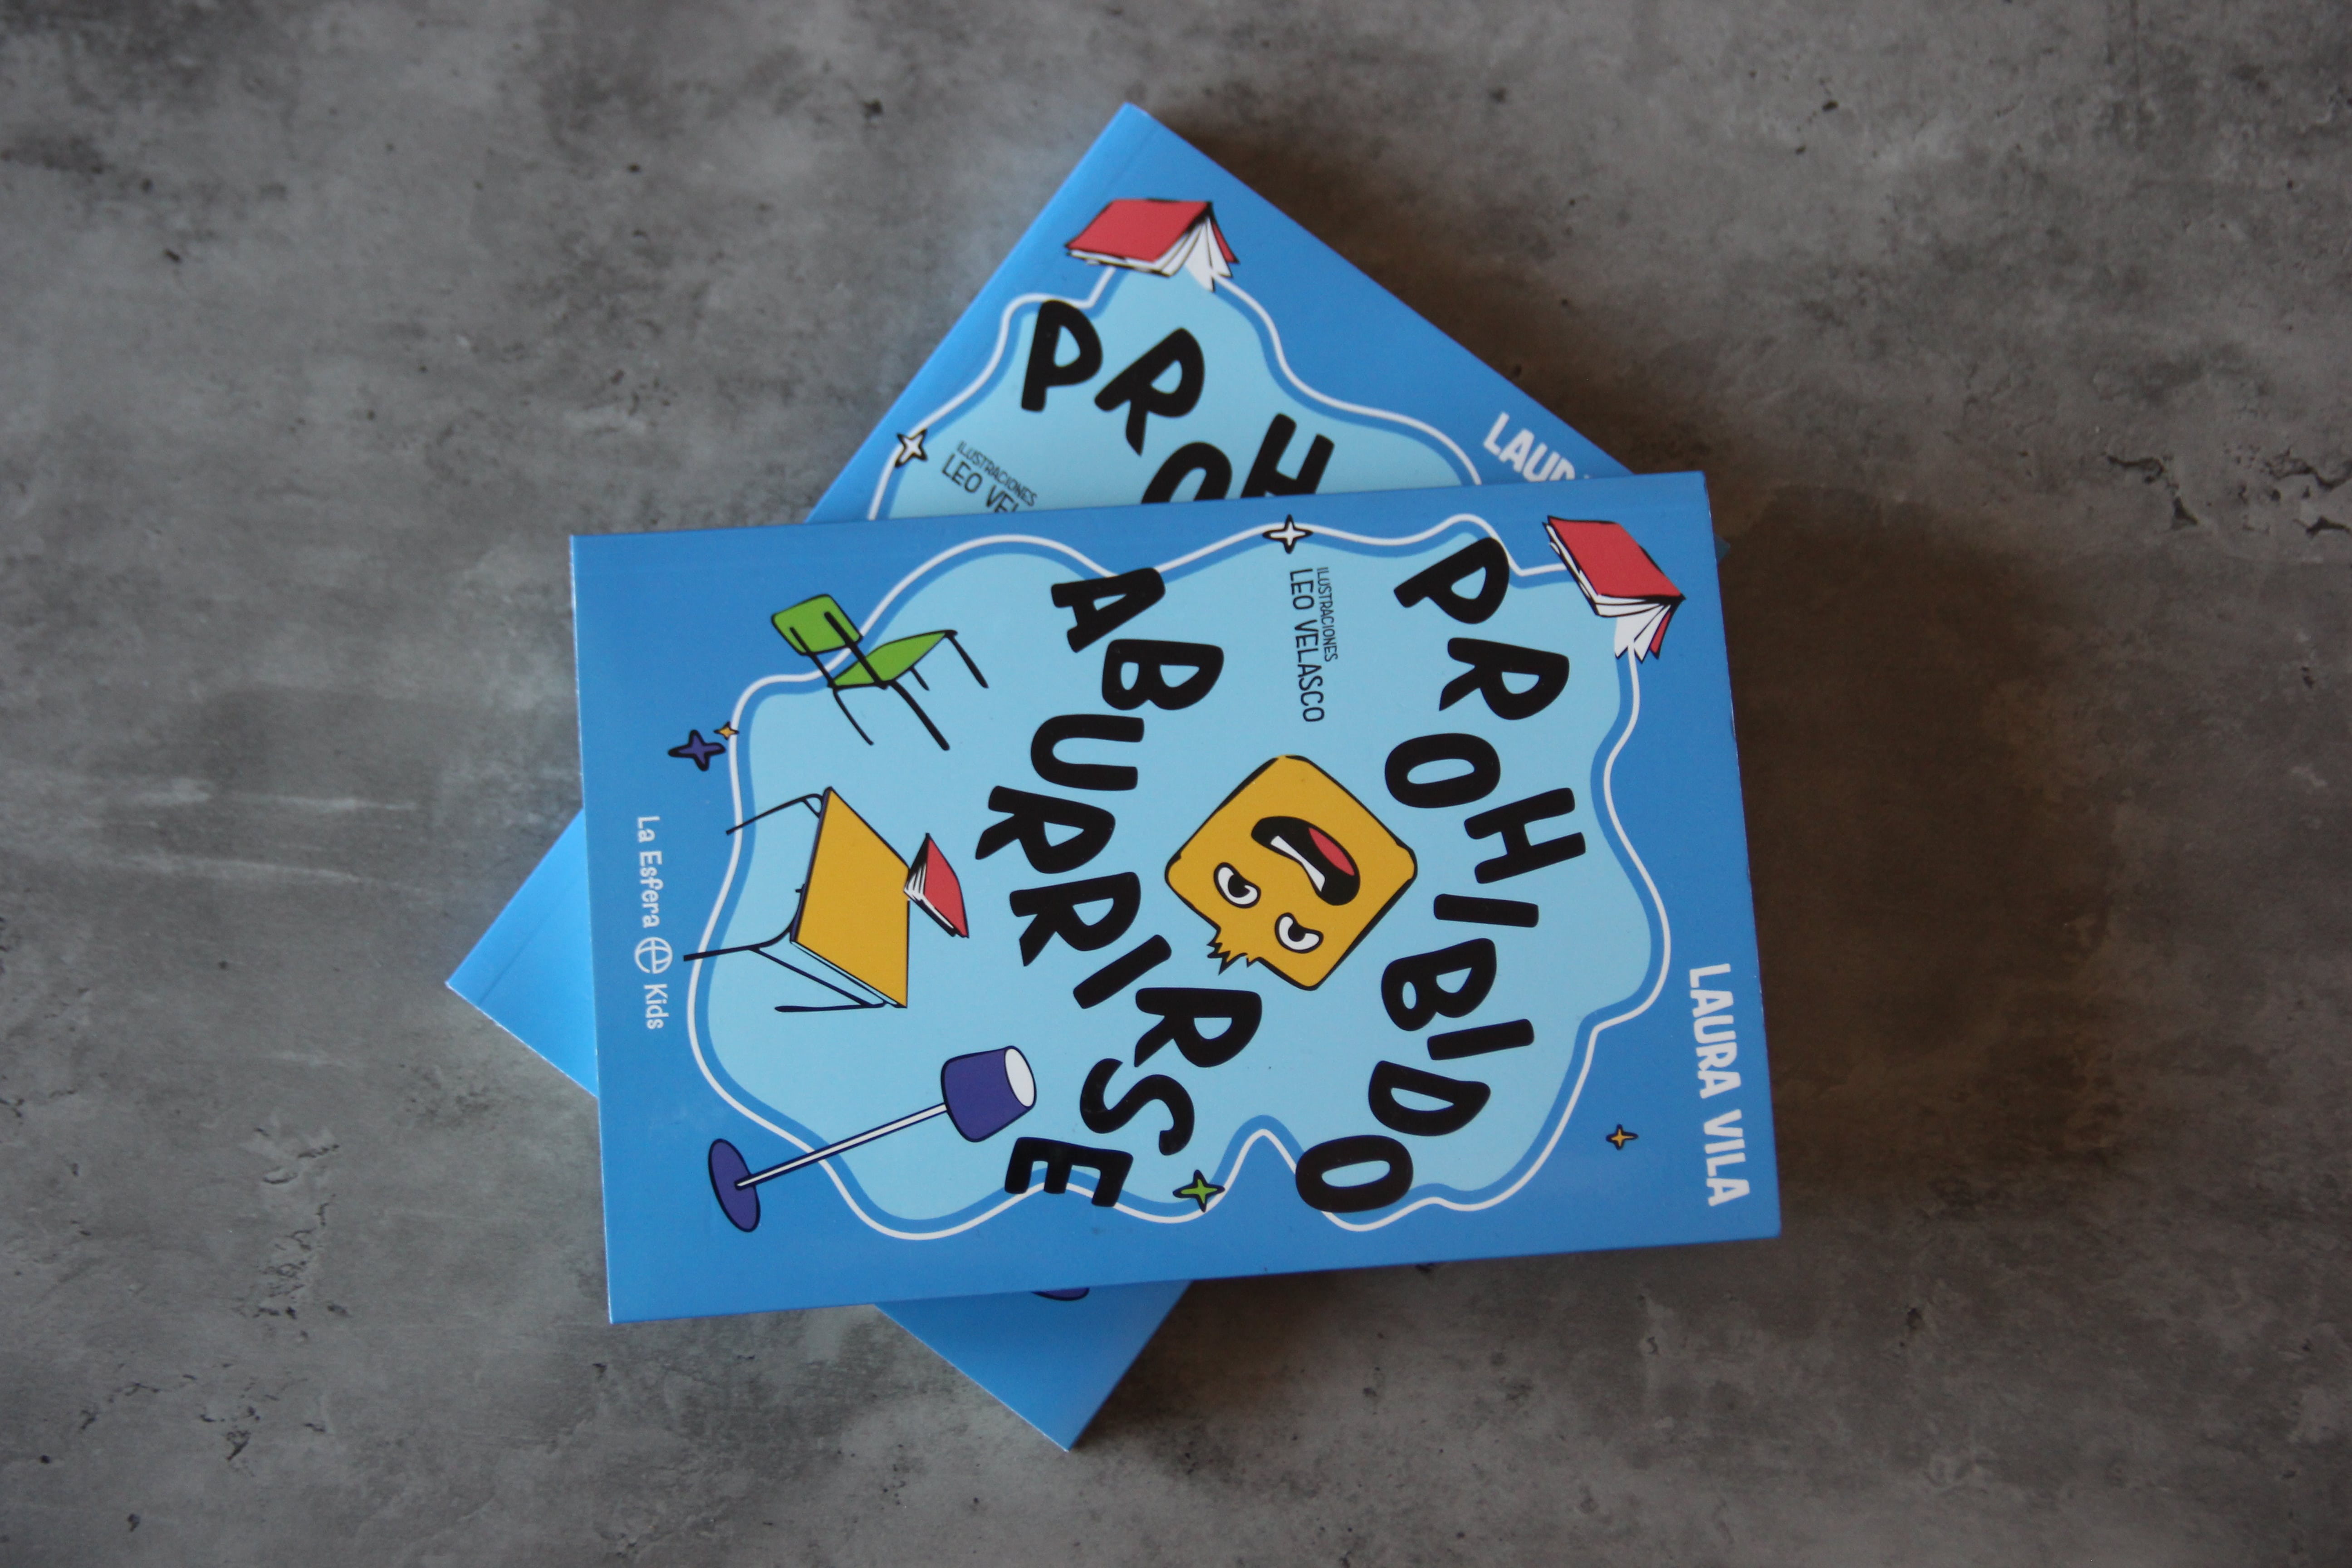 LAURA VILA
PROHIBIDO
ILUSTRACIONES
LEO VELASCO
ABURRIRSE
La Esfera Kids
PROH
ILUSTRACIONES
LEO VEL
LAUR